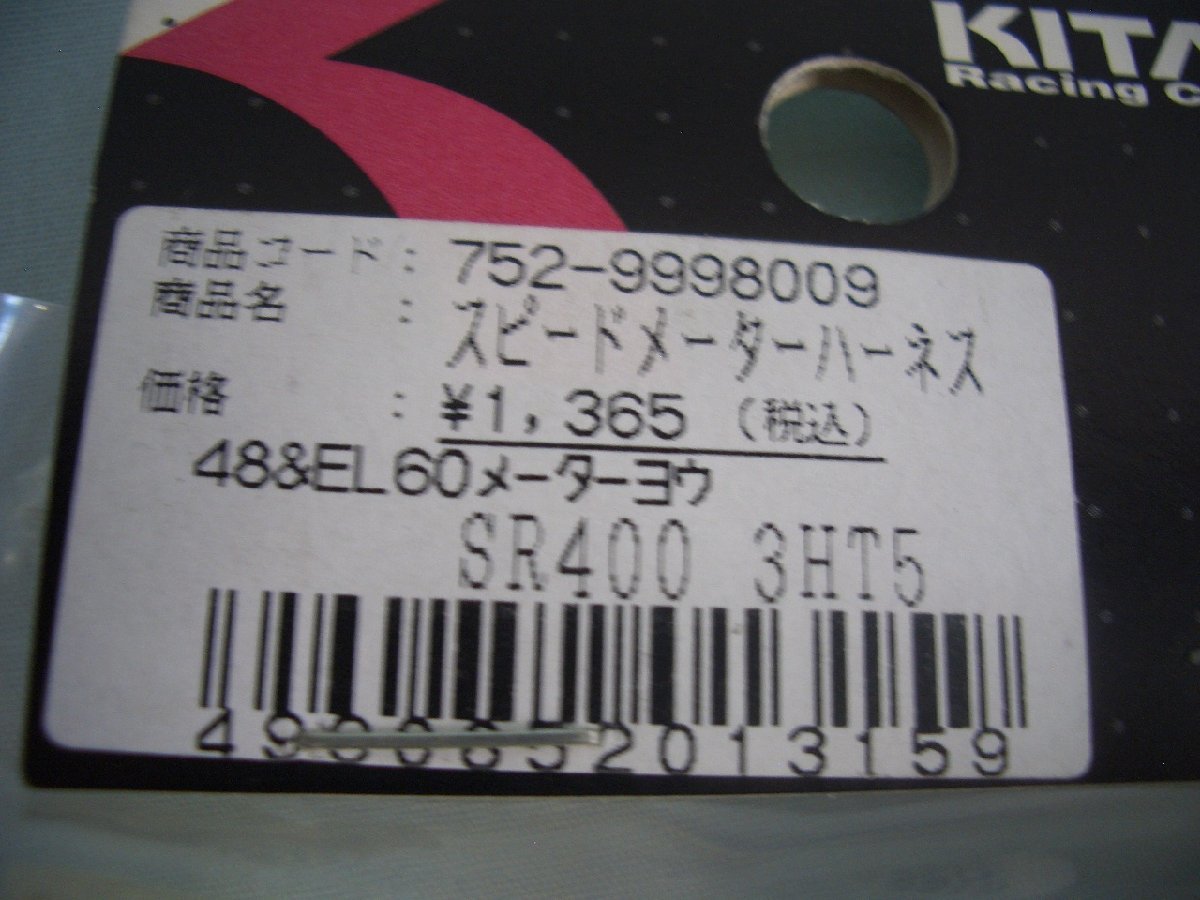 KITA
Racing C
商品コード: 752-9998009
商品名 : スピードメーターハーネス
価格 : ¥1,365 (税込)
48&EL60メーターヨウ
SR400 3HT5